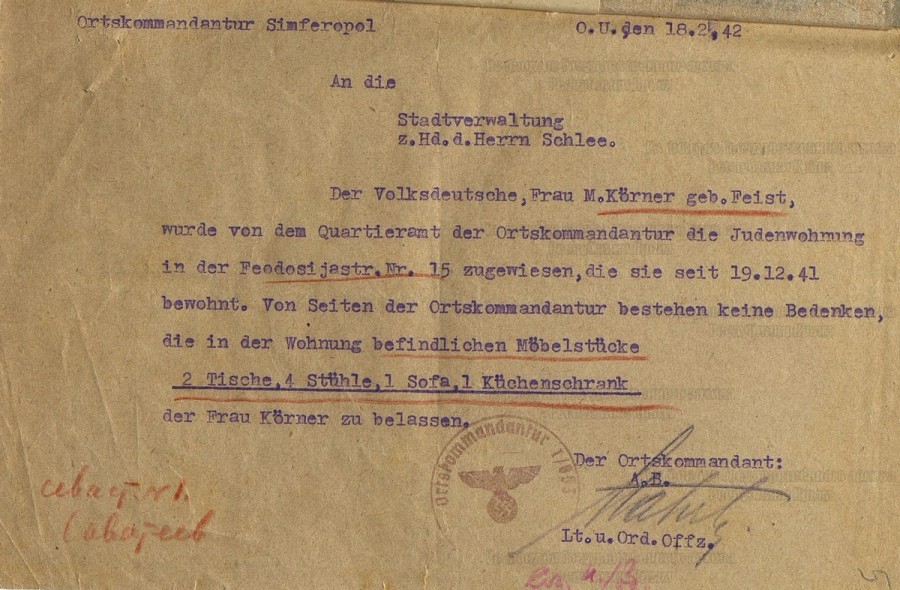 Ortskommandantur Simferopol
O.U.den 18.2.42
An die
Stadtverwaltung
z.Hd.d.Herrn Schlee.
Der Volksdeutsche,Frau M.Körner geb.Feist,
wurde von dem Quartieramt der Ortskommandantur die Judenwohnung
in der Feodosijastr.Nr. 15 zugewiesen,die sie seit 19.12.41
bewohnt. Von Seiten der Ortskommandantur bestehen keine Bedenken,
die in der Wohnung befindlichen Möbelstücke
2 Tische,4 Stühle,1 Sofa,1 Küchenschrank
der Frau Körner zu belassen.
Ortskommandantur
Der Ortskommandant:
A.B.
Lt.u.Ord.Offz.